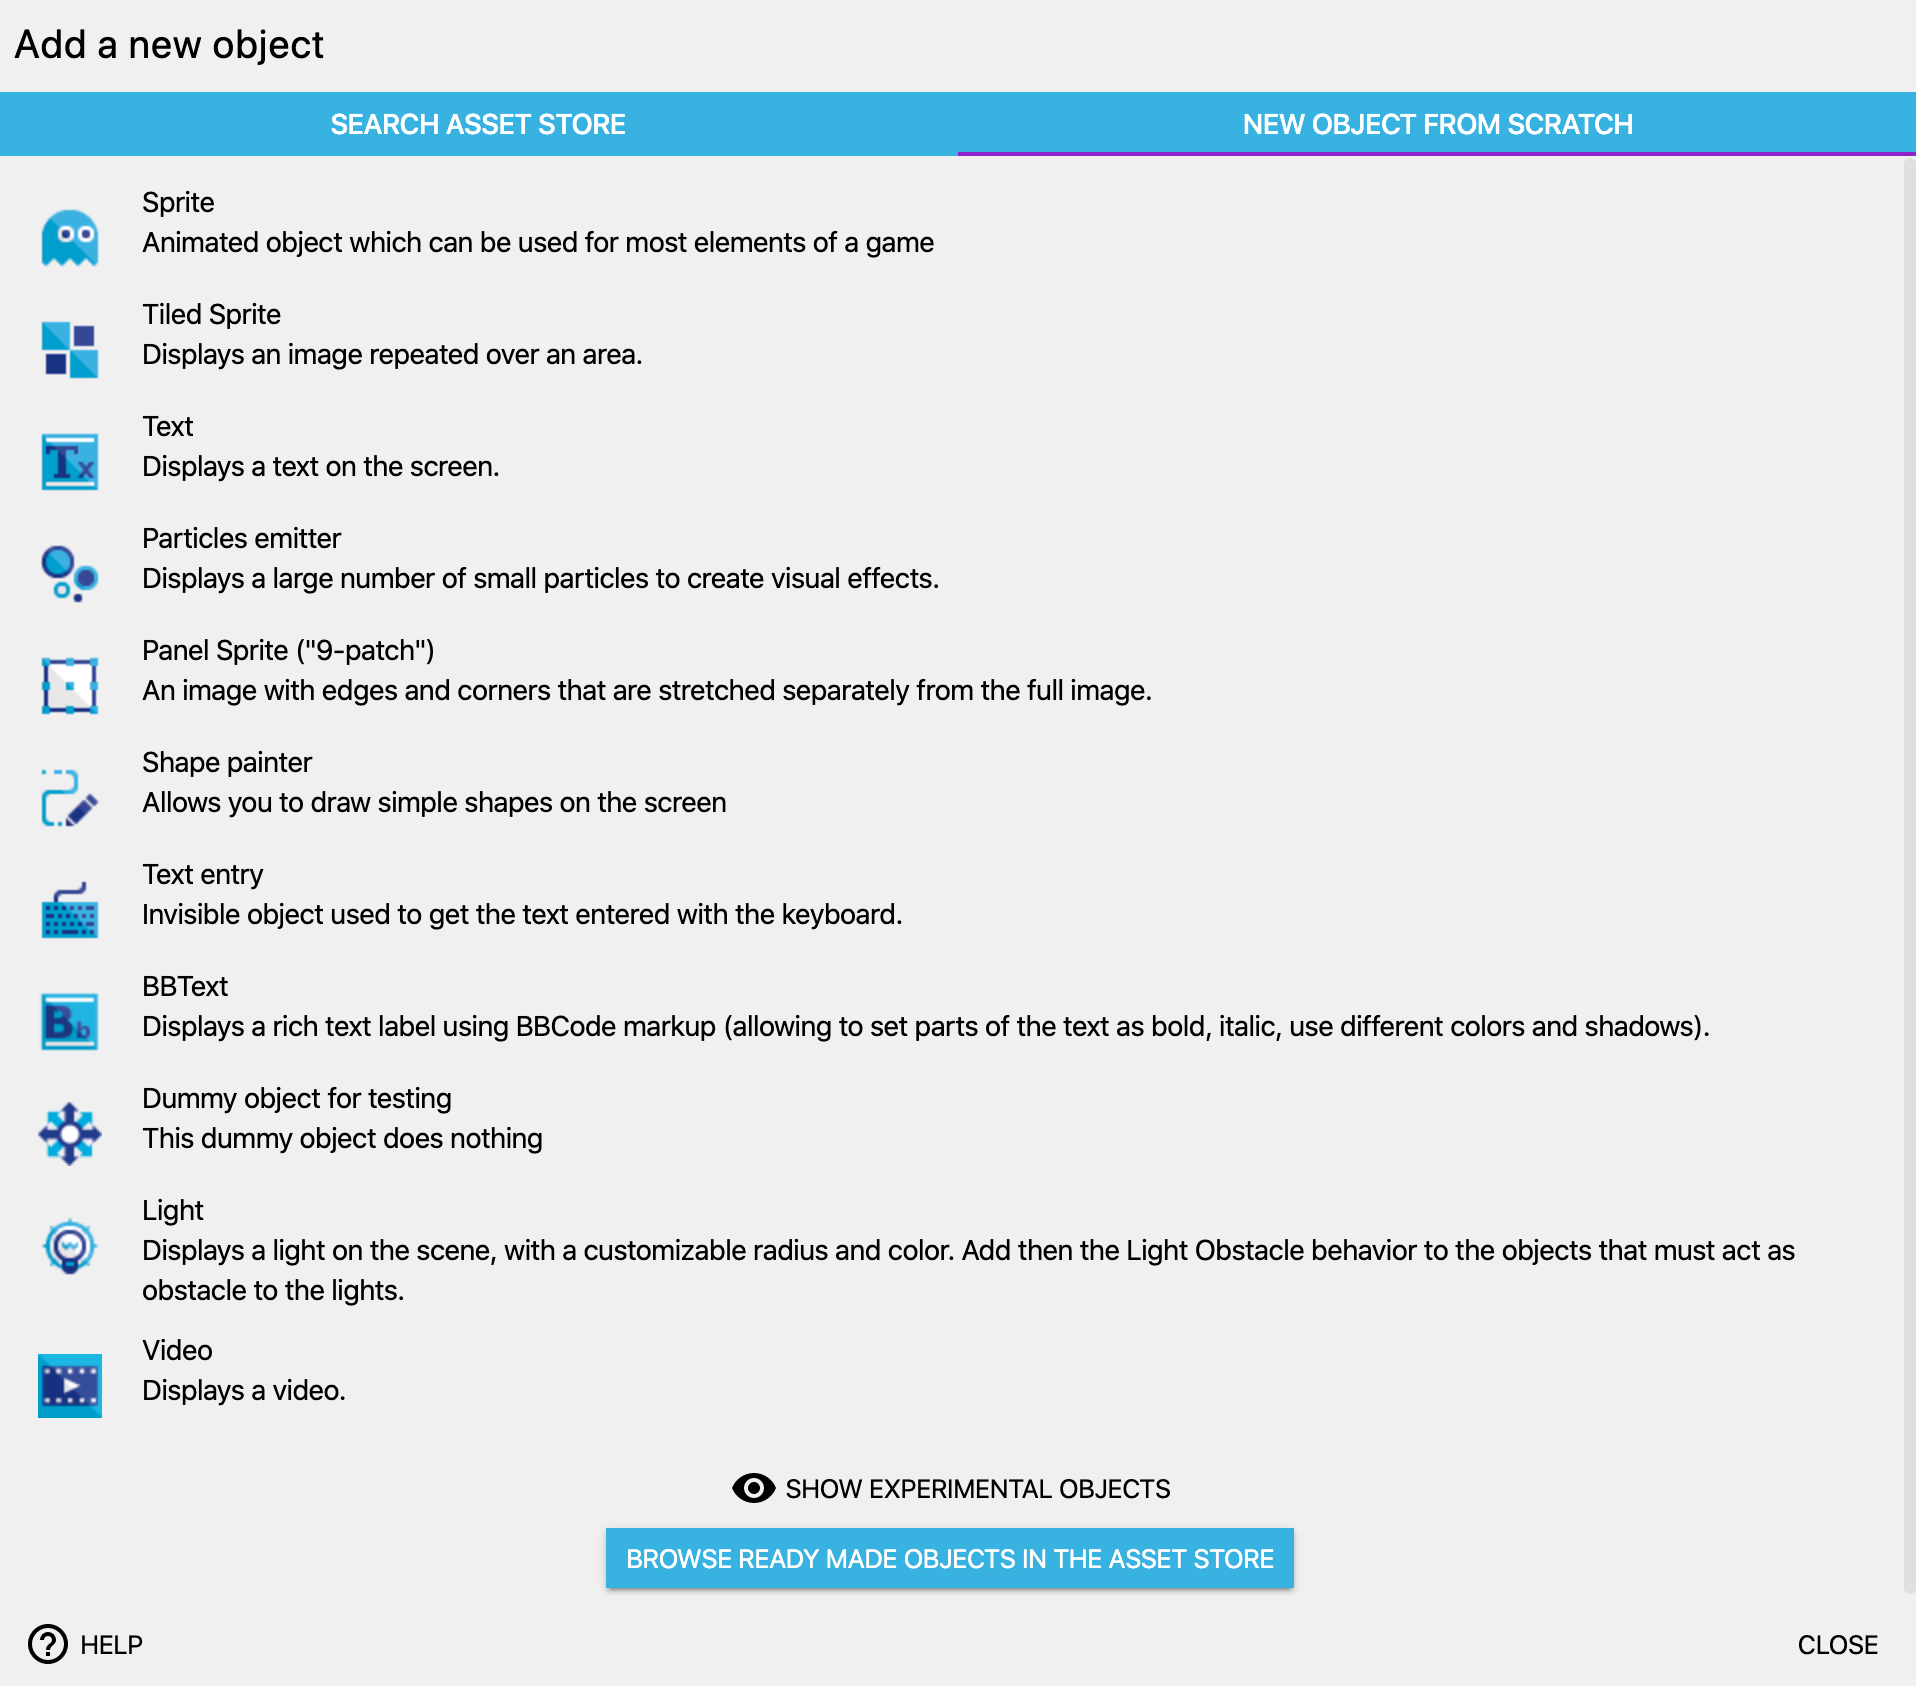 Add a new object
SEARCH ASSET STORE
NEW OBJECT FROM SCRATCH
Sprite
Animated object which can be used for most elements of a game
Tiled Sprite
Displays an image repeated over an area.
Tx
Text
Displays a text on the screen.
Particles emitter
Displays a large number of small particles to create visual effects.
Panel Sprite ("9-patch")
An image with edges and corners that are stretched separately from the full image.
Shape painter
Allows you to draw simple shapes on the screen
Text entry
Invisible object used to get the text entered with the keyboard.
Bb
BBText
Displays a rich text label using BBCode markup (allowing to set parts of the text as bold, italic, use different colors and shadows).
Dummy object for testing
This dummy object does nothing
Light
Displays a light on the scene, with a customizable radius and color. Add then the Light Obstacle behavior to the objects that must act as
obstacle to the lights.
Video
Displays a video.
SHOW EXPERIMENTAL OBJECTS
BROWSE READY MADE OBJECTS IN THE ASSET STORE
? HELP
CLOSE